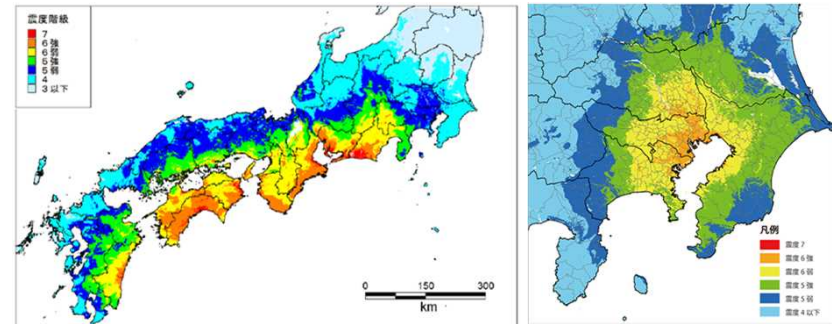 震度階級
7
6強
6弱
5強
5弱
4
3以下
0 150 300
km
凡例
震度 7
震度 6 強
震度 6 弱
震度 5 強
震度 5 弱
震度 4 以下